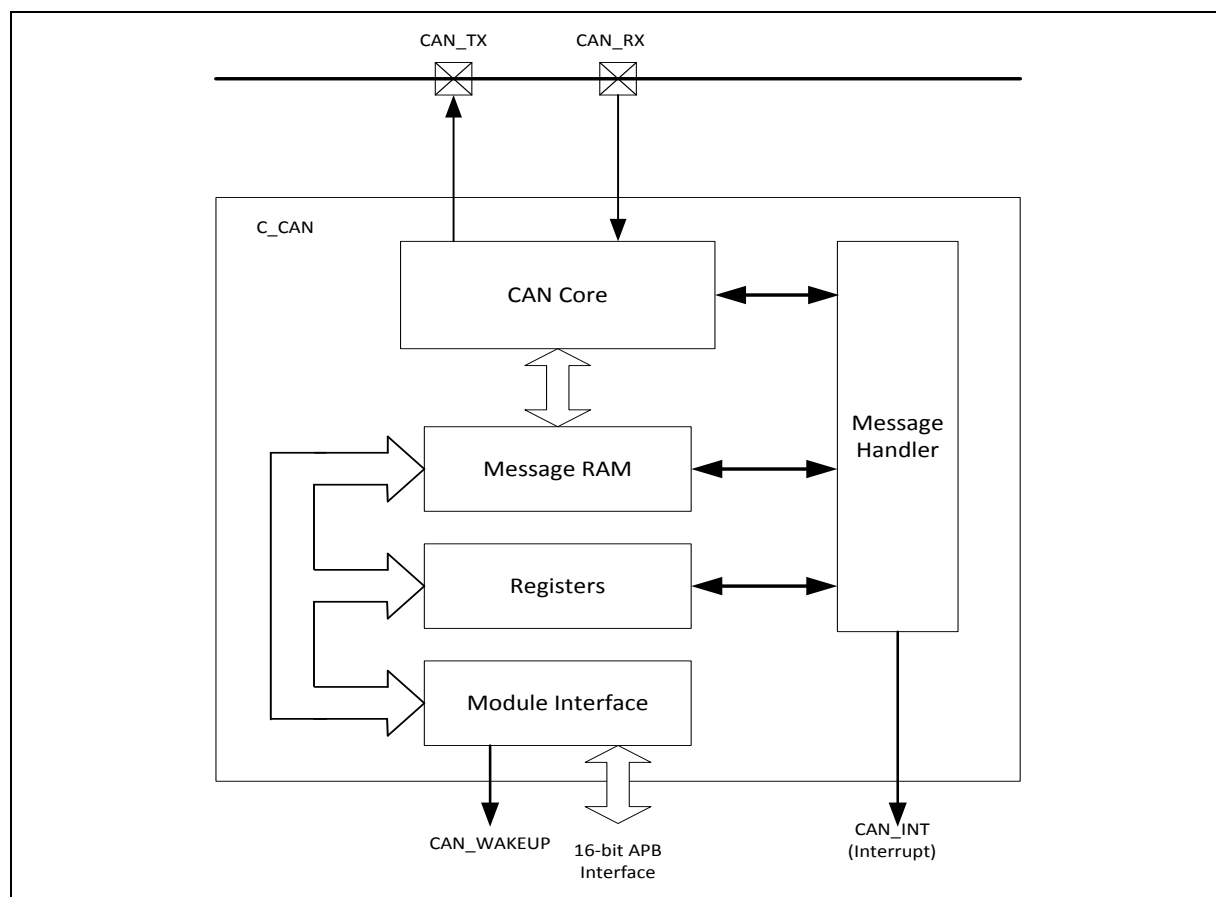 CAN_TX
CAN_RX
C_CAN
CAN Core
Message
Handler
Message RAM
Registers
Module Interface
CAN_WAKEUP
16-bit APB
Interface
CAN_INT
(Interrupt)